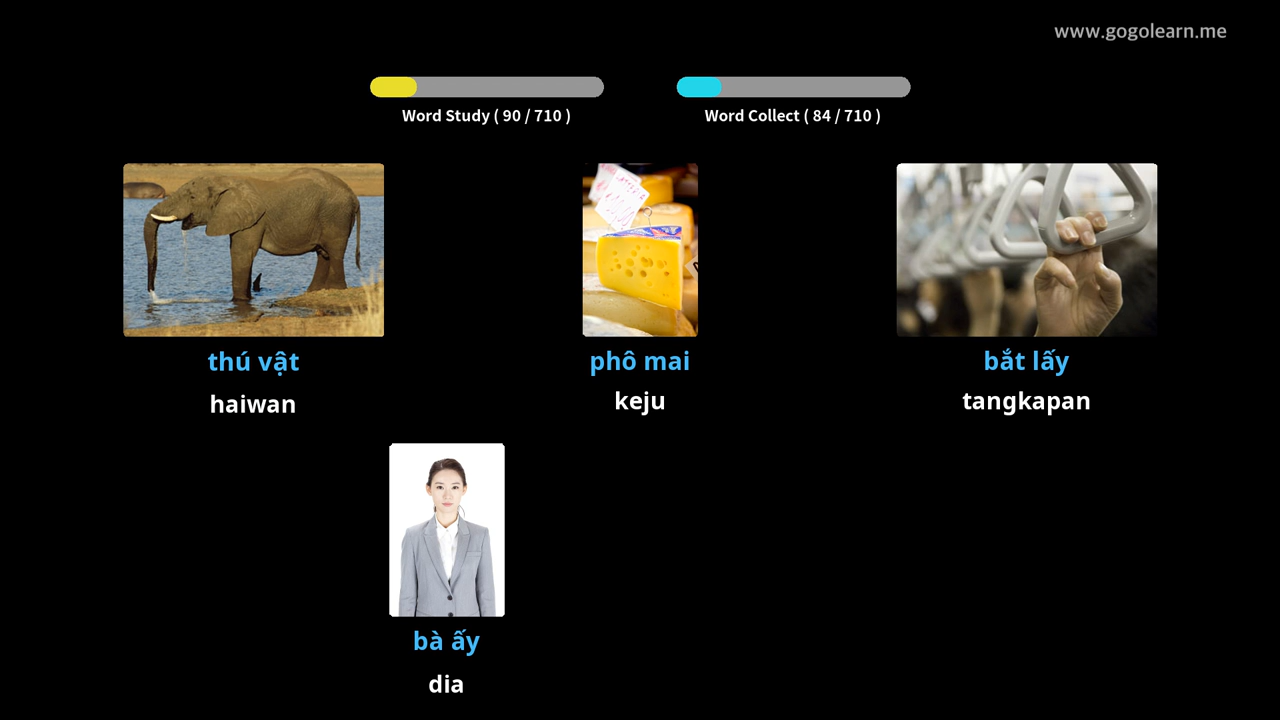 www.gogolearn.me
Word Study ( 90 / 710 )
Word Collect ( 84 / 710 )
thú vật
haiwan
phô mai
keju
bắt lấy
tangkapan
bà ấy
dia